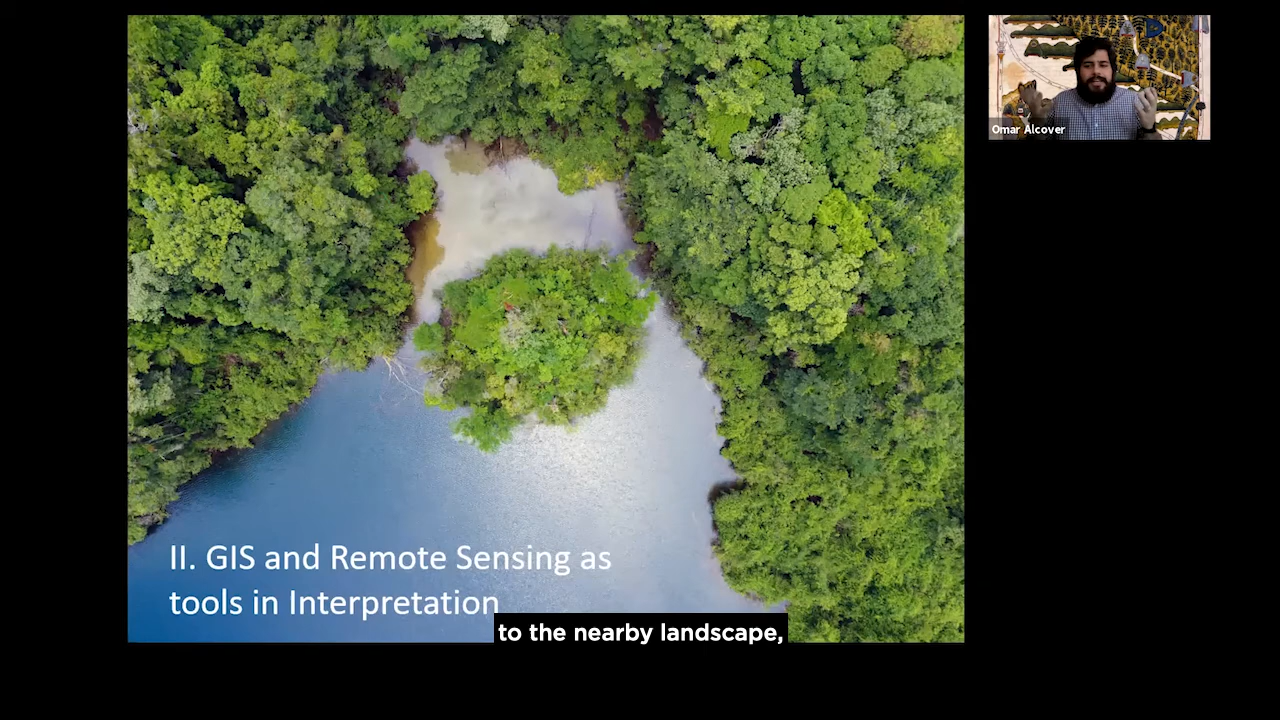 Omar Alcover
II. GIS and Remote Sensing as
tools in Interpretation
to the nearby landscape,